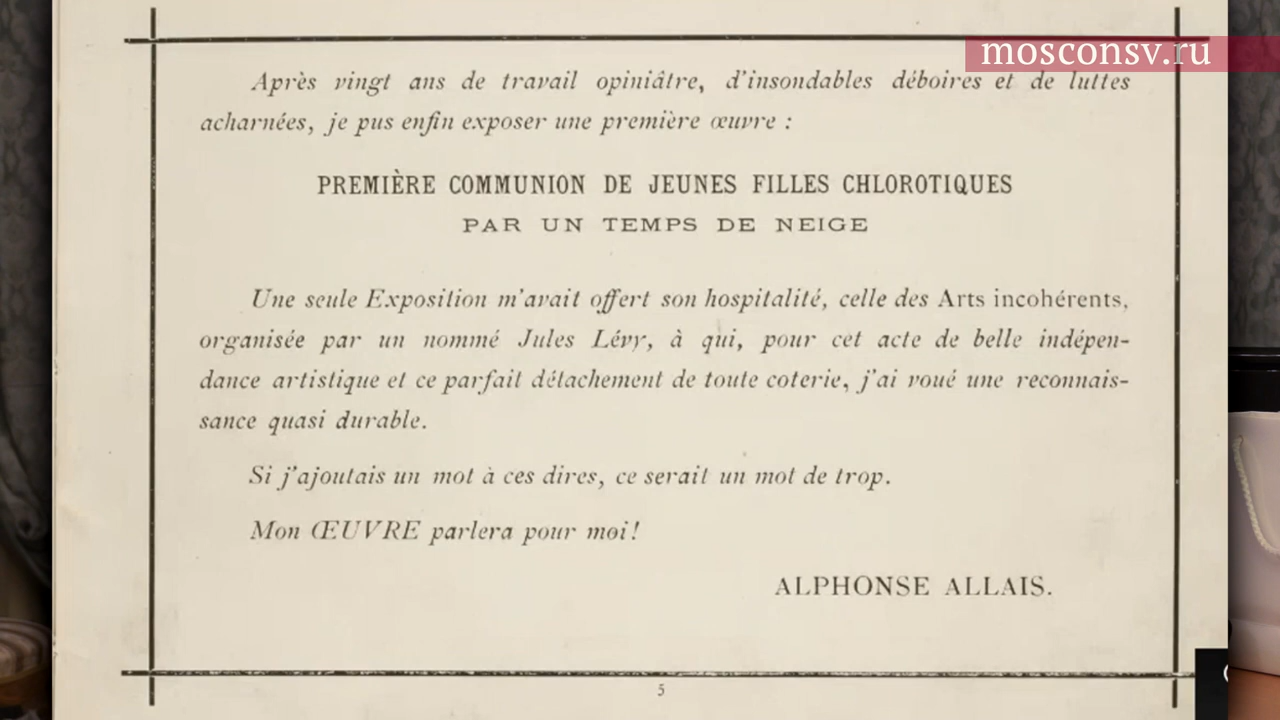 mosconsv.ru
Après vingt ans de travail opiniâtre, d'insondables déboires et de luttes
acharnées, je pus enfin exposer une première œuvre :
PREMIÈRE COMMUNION DE JEUNES FILLES CHLOROTIQUES
PAR UN TEMPS DE NEIGE
Une seule Exposition m'avait offert son hospitalité, celle des Arts incohérents,
organisée par un nommé Jules Lévy, à qui, pour cet acte de belle indépen-
dance artistique et ce parfait détachement de toute coterie, j'ai voué une reconnais-
sance quasi durable.
Si j'ajoutais un mot à ces dires, ce serait un mot de trop.
Mon ŒUVRE parlera pour moi!
ALPHONSE ALLAIS.
5